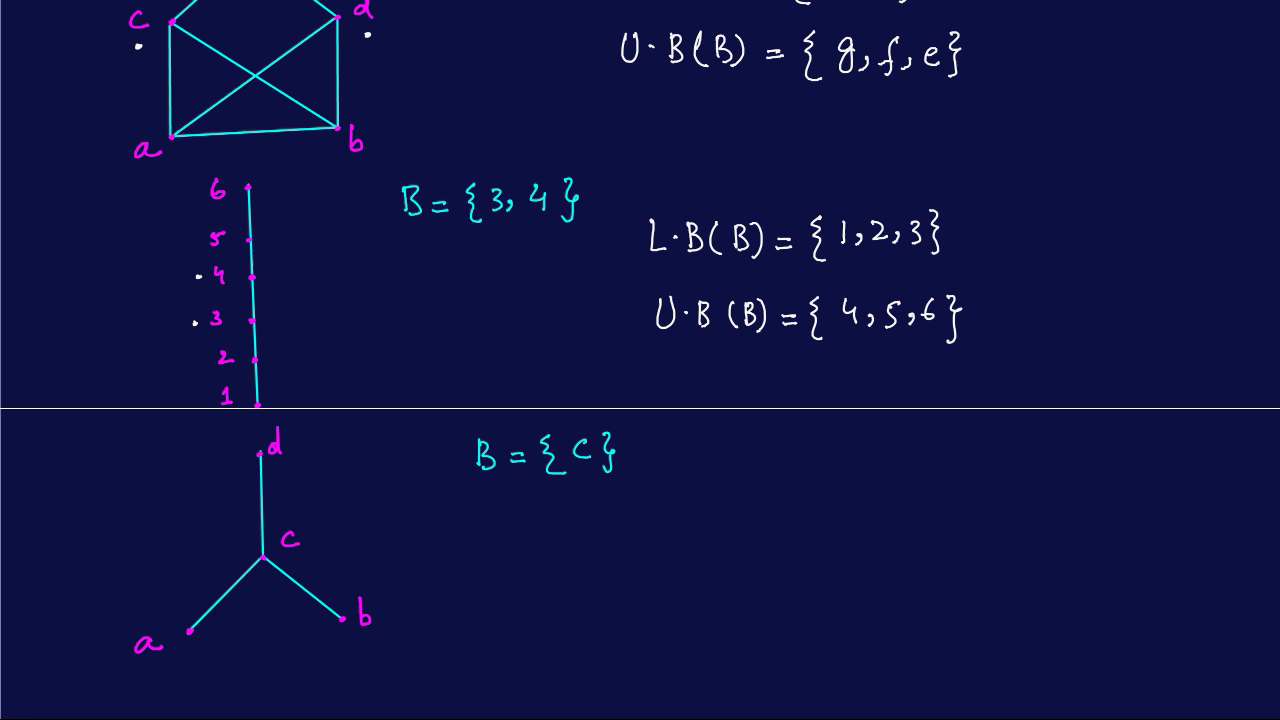 c
d
U·B(B) = { g, f, e }
a
b
6
B = { 3, 4 }
5
L·B(B) = { 1, 2, 3 }
4
3
U·B (B) = { 4, 5, 6 }
2
1
d
B = { C }
c
b
a